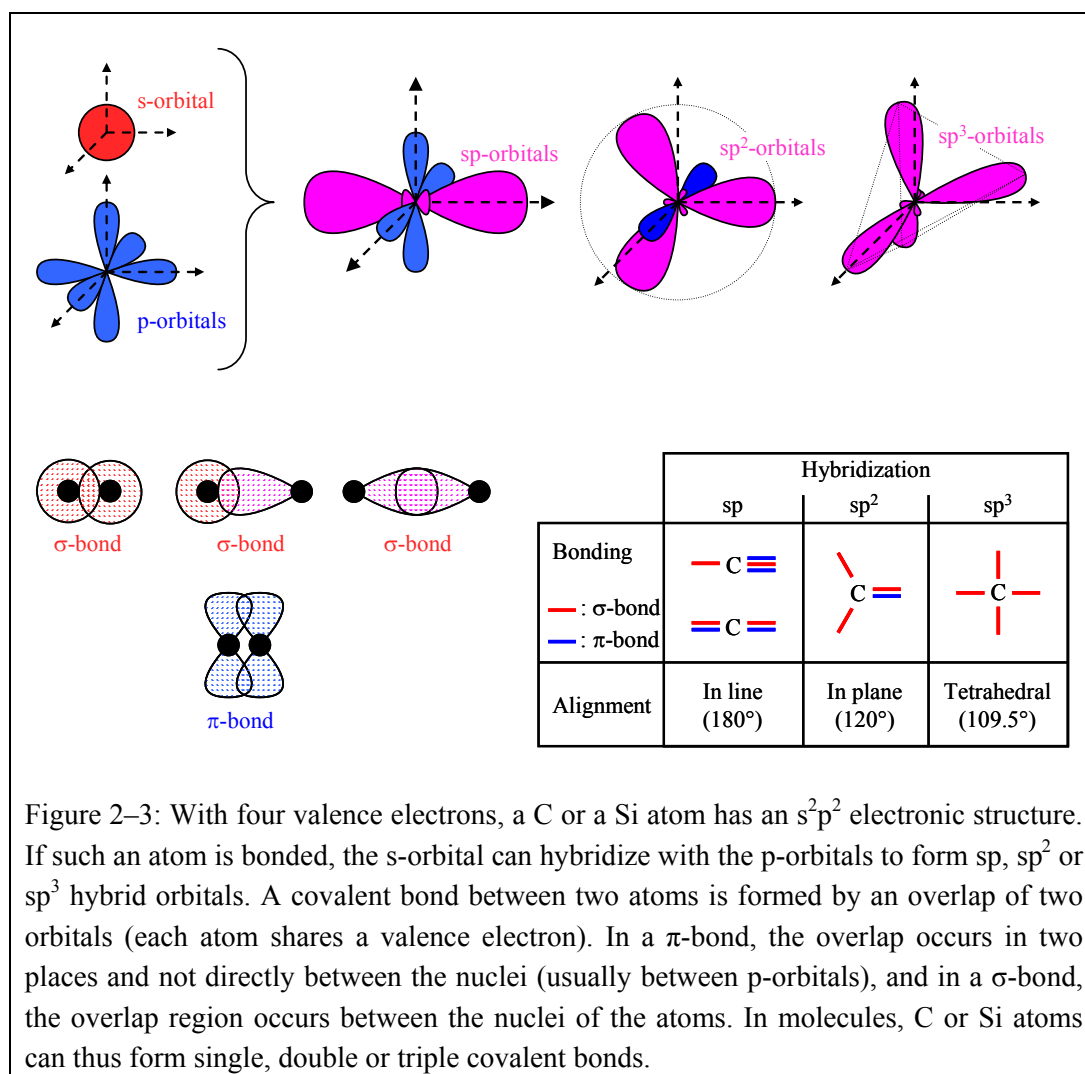 s-orbital
p-orbitals
sp-orbitals
sp²-orbitals
sp³-orbitals
σ-bond
σ-bond
σ-bond
π-bond
Hybridization
sp
sp²
sp³
Bonding
: σ-bond
: π-bond
C
C
C
C
Alignment
In line
(180°)
In plane
(120°)
Tetrahedral
(109.5°)
Figure 2–3: With four valence electrons, a C or a Si atom has an s²p² electronic structure.
If such an atom is bonded, the s-orbital can hybridize with the p-orbitals to form sp, sp² or
sp³ hybrid orbitals. A covalent bond between two atoms is formed by an overlap of two
orbitals (each atom shares a valence electron). In a π-bond, the overlap occurs in two
places and not directly between the nuclei (usually between p-orbitals), and in a σ-bond,
the overlap region occurs between the nuclei of the atoms. In molecules, C or Si atoms
can thus form single, double or triple covalent bonds.